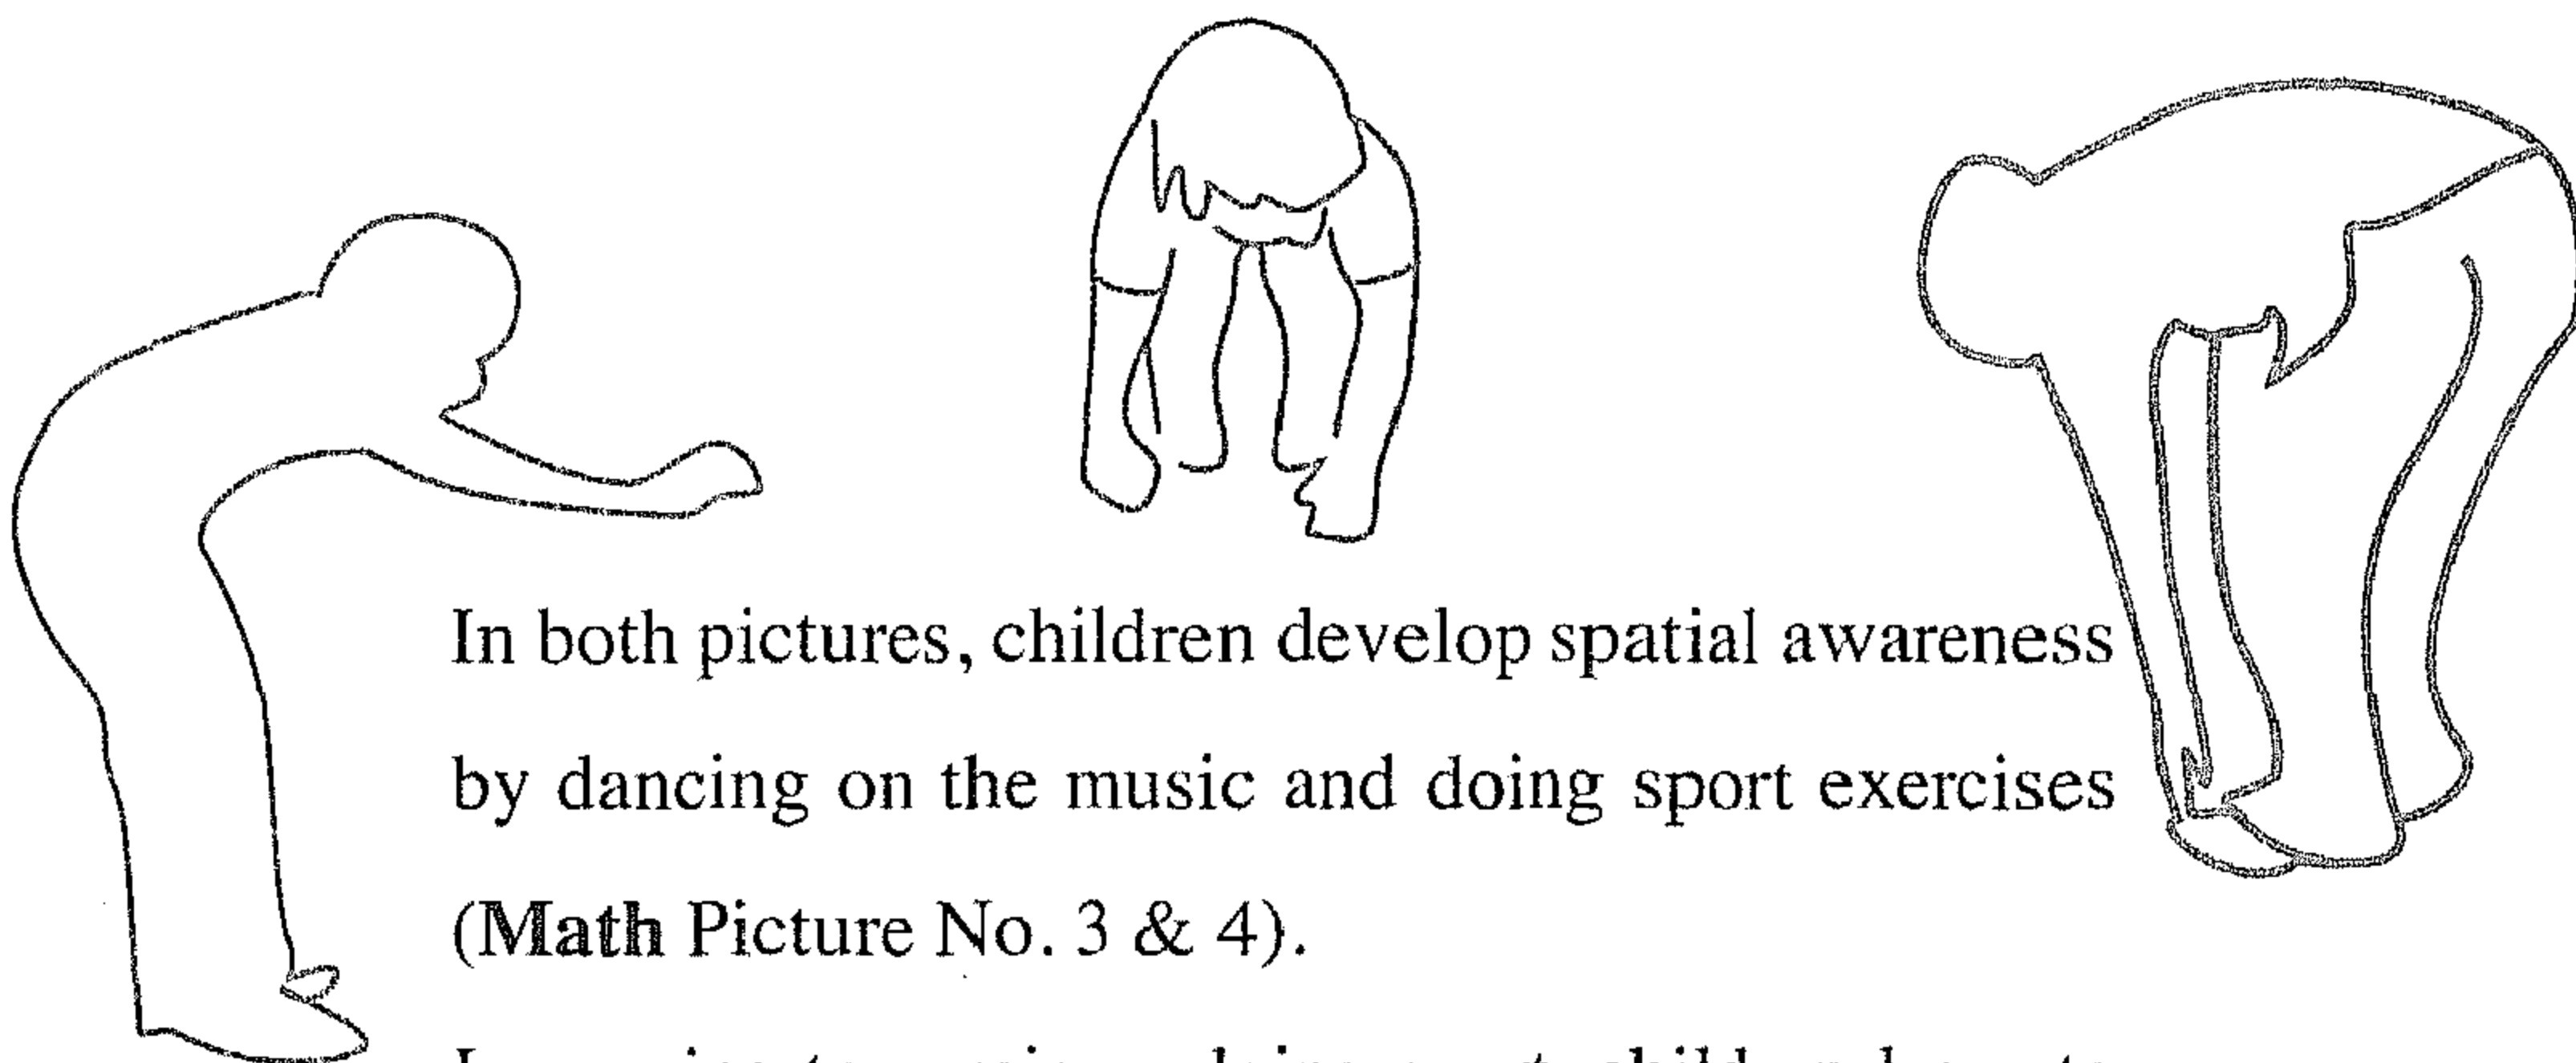 In both pictures, children develop spatial awareness
by dancing on the music and doing sport exercises
(Math Picture No. 3 & 4).